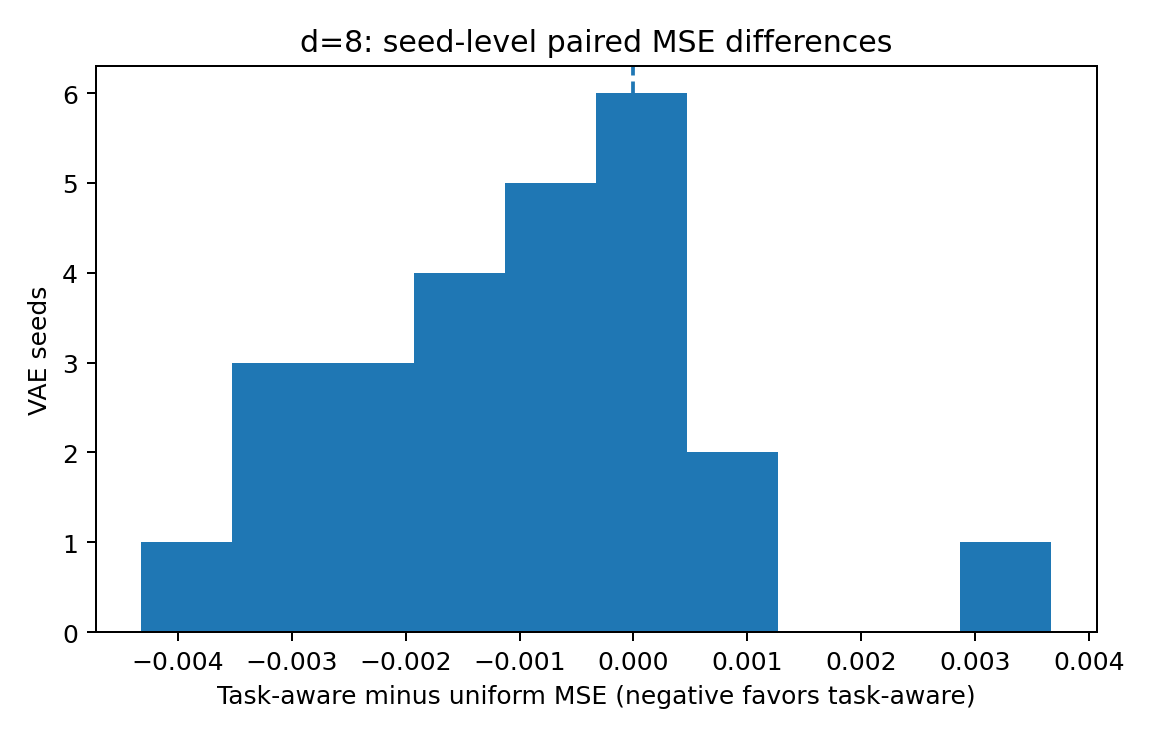 d=8: seed-level paired MSE differences
VAE seeds
6
5
4
3
2
1
0
−0.004 −0.003 −0.002 −0.001 0.000 0.001 0.002 0.003 0.004
Task-aware minus uniform MSE (negative favors task-aware)